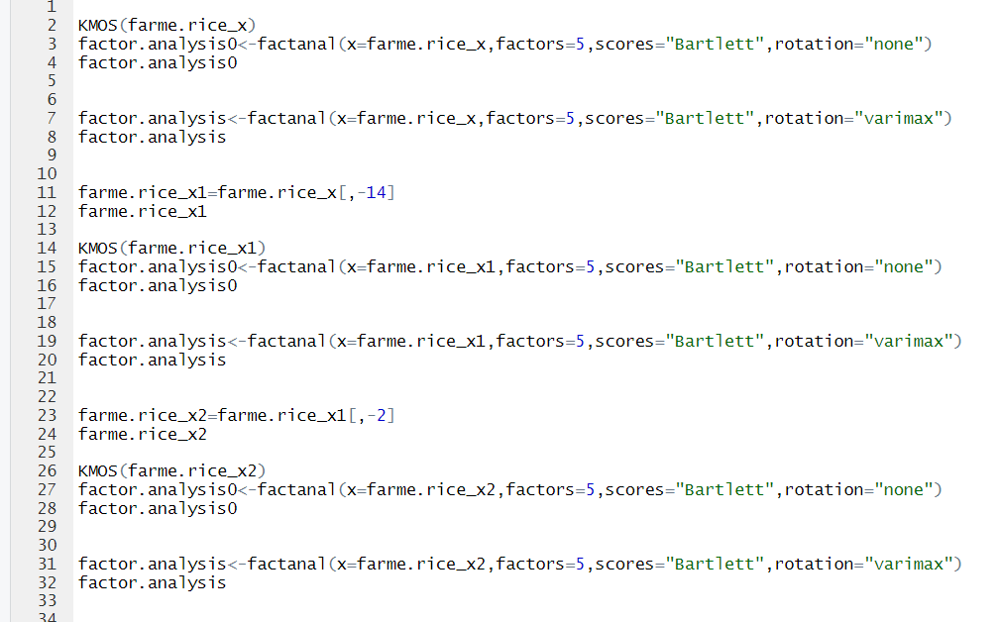 1
2 KMOS(farme.rice_x)
3 factor.analysis0<-factanal(x=farme.rice_x,factors=5,scores="Bartlett",rotation="none")
4 factor.analysis0
5
6
7 factor.analysis<-factanal(x=farme.rice_x,factors=5,scores="Bartlett",rotation="varimax")
8 factor.analysis
9
10
11 farme.rice_x1=farme.rice_x[,-14]
12 farme.rice_x1
13
14 KMOS(farme.rice_x1)
15 factor.analysis0<-factanal(x=farme.rice_x1,factors=5,scores="Bartlett",rotation="none")
16 factor.analysis0
17
18
19 factor.analysis<-factanal(x=farme.rice_x1,factors=5,scores="Bartlett",rotation="varimax")
20 factor.analysis
21
22
23 farme.rice_x2=farme.rice_x1[,-2]
24 farme.rice_x2
25
26 KMOS(farme.rice_x2)
27 factor.analysis0<-factanal(x=farme.rice_x2,factors=5,scores="Bartlett",rotation="none")
28 factor.analysis0
29
30
31 factor.analysis<-factanal(x=farme.rice_x2,factors=5,scores="Bartlett",rotation="varimax")
32 factor.analysis
33
34